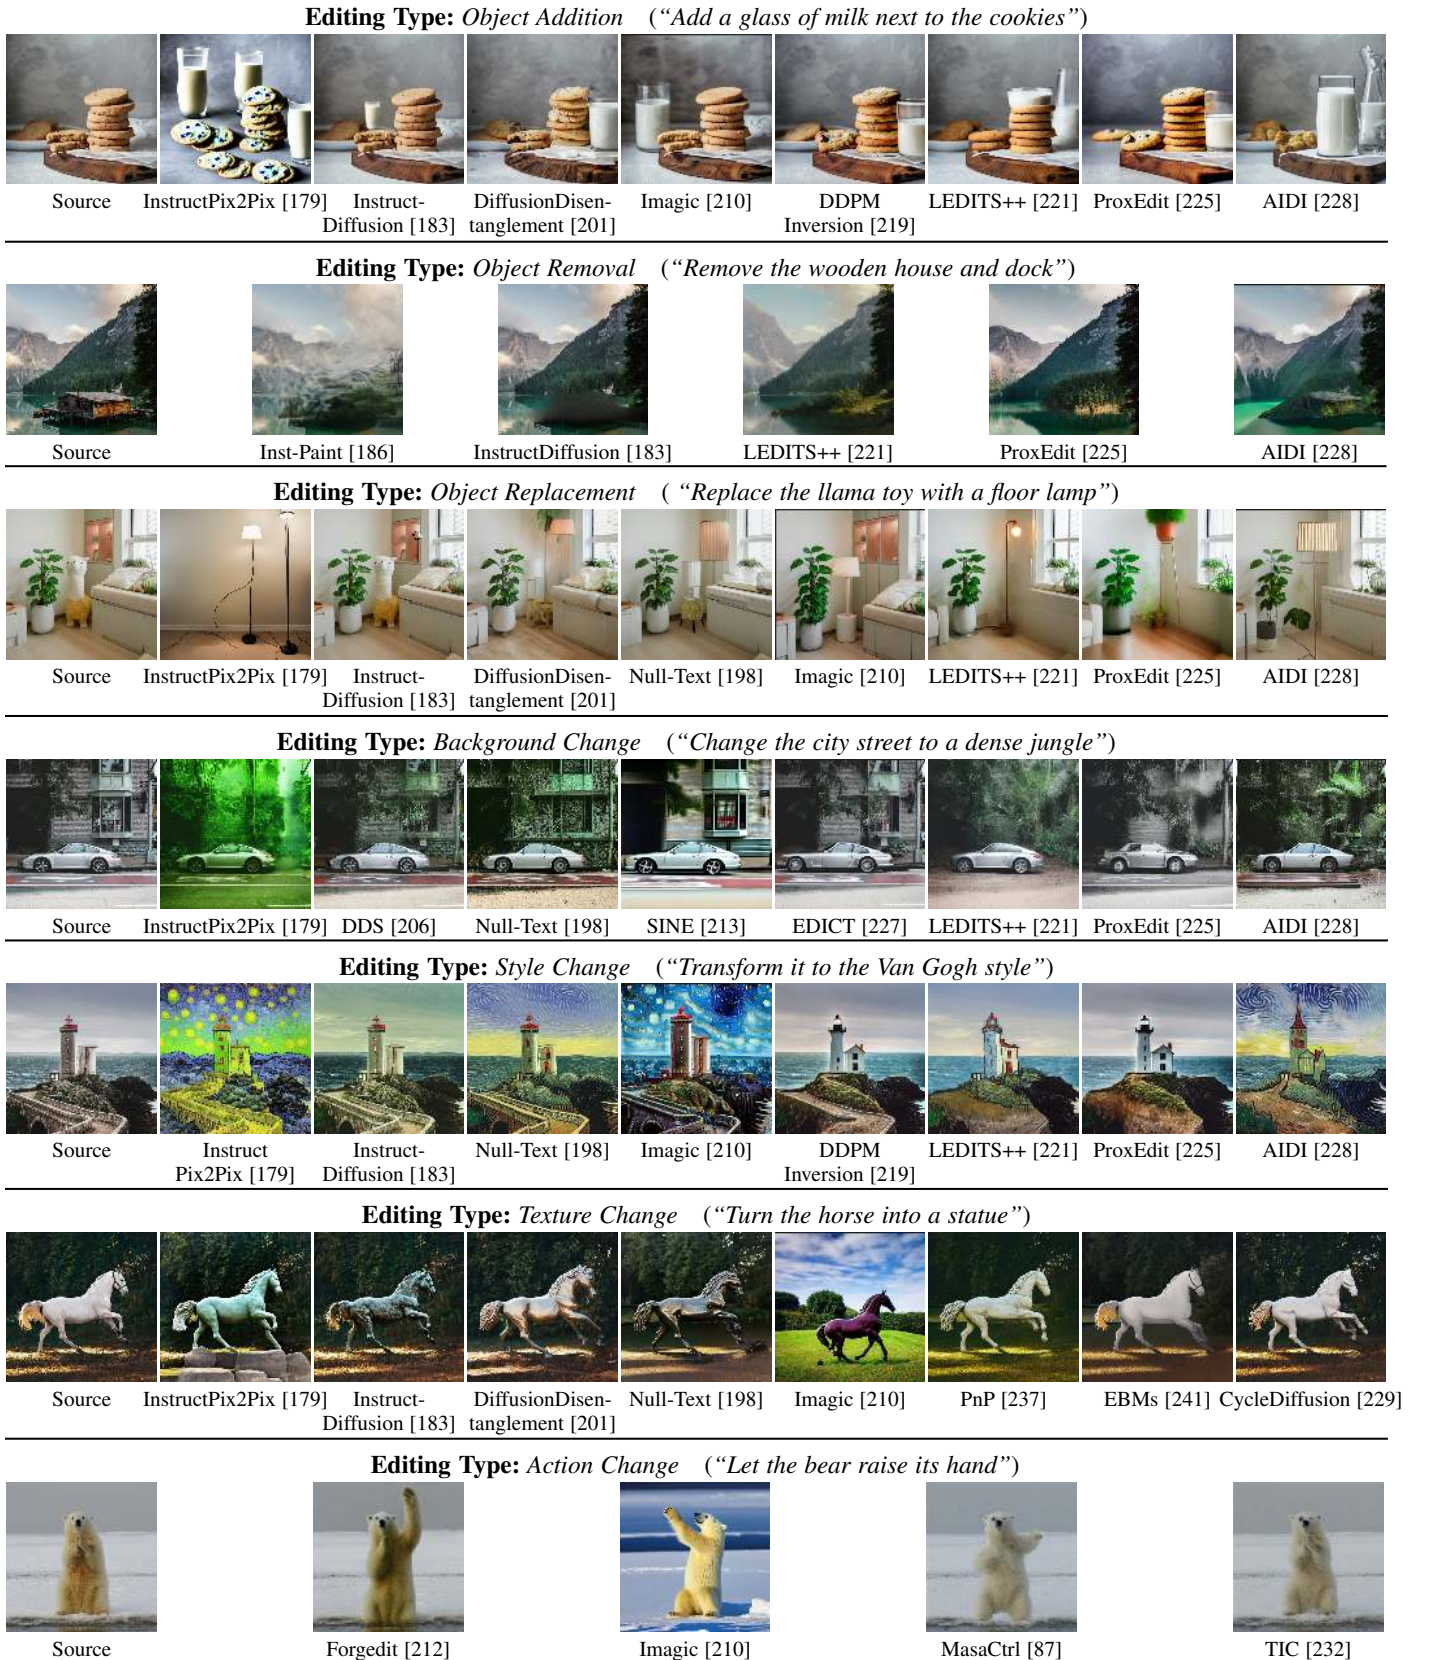 Editing Type: Object Addition (“Add a glass of milk next to the cookies”)
Source InstructPix2Pix [179] Instruct- DiffusionDisen- Imagic [210] DDPM LEDITS++ [221] ProxEdit [225] AIDI [228]
Diffusion [183] tanglement [201] Inversion [219]
Editing Type: Object Removal (“Remove the wooden house and dock”)
Source Inst-Paint [186] InstructDiffusion [183] LEDITS++ [221] ProxEdit [225] AIDI [228]
Editing Type: Object Replacement ( “Replace the llama toy with a floor lamp”)
Source InstructPix2Pix [179] Instruct- DiffusionDisen- Null-Text [198] Imagic [210] LEDITS++ [221] ProxEdit [225] AIDI [228]
Diffusion [183] tanglement [201]
Editing Type: Background Change (“Change the city street to a dense jungle”)
Source InstructPix2Pix [179] DDS [206] Null-Text [198] SINE [213] EDICT [227] LEDITS++ [221] ProxEdit [225] AIDI [228]
Editing Type: Style Change (“Transform it to the Van Gogh style”)
Source Instruct Instruct- Null-Text [198] Imagic [210] DDPM LEDITS++ [221] ProxEdit [225] AIDI [228]
Pix2Pix [179] Diffusion [183] Inversion [219]
Editing Type: Texture Change (“Turn the horse into a statue”)
Source InstructPix2Pix [179] Instruct- DiffusionDisen- Null-Text [198] Imagic [210] PnP [237] EBMs [241] CycleDiffusion [229]
Diffusion [183] tanglement [201]
Editing Type: Action Change (“Let the bear raise its hand”)
Source Forgedit [212] Imagic [210] MasaCtrl [87] TIC [232]